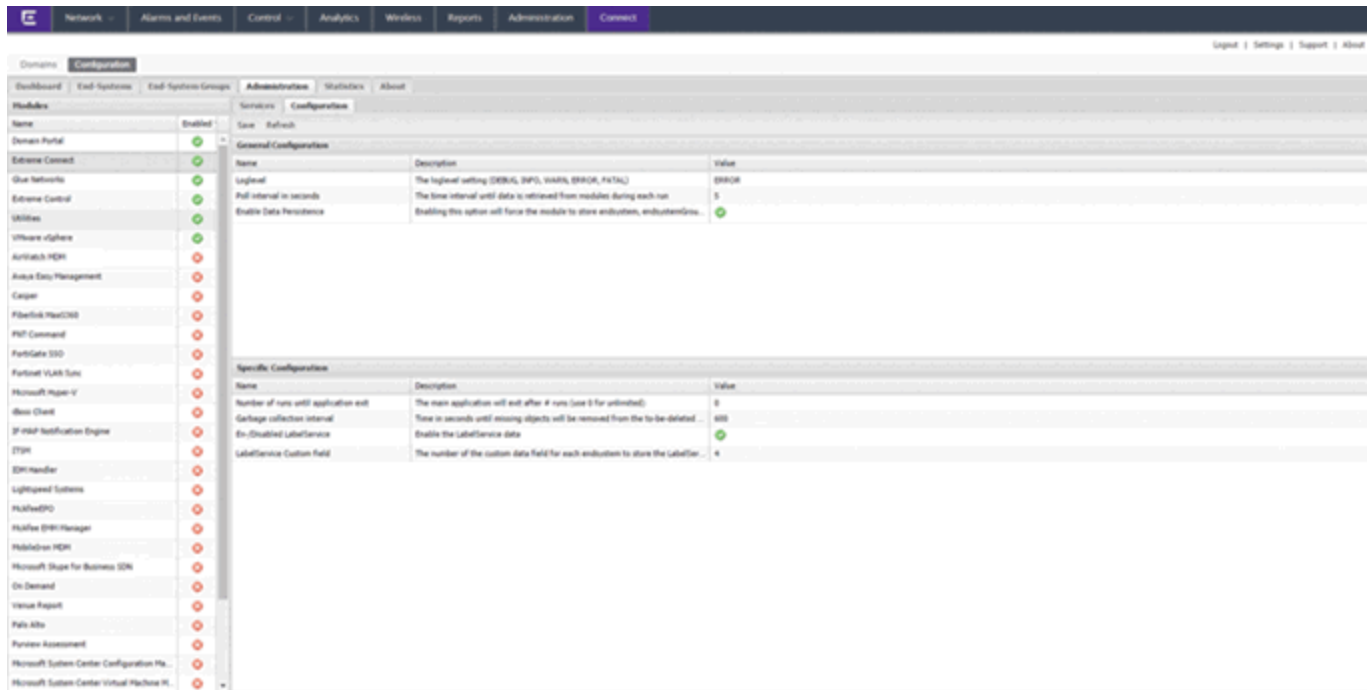 E Network Alarms and Events Control Analytics Wireless Reports Administration Connect
Logout | Settings | Support | About
Domains Configuration
Dashboard End-Systems End-System Groups Administration Statistics About
Modules
Services Configuration
Name Enabled
Save Refresh
Domain Portal
General Configuration
Extreme Connect
Name Description Value
Glue Networks
Loglevel The loglevel setting (DEBUG, INFO, WARN, ERROR, FATAL) ERROR
Extreme Control
Poll interval in seconds The time interval until data is retrieved from modules during each run 5
Utilities
Enable Data Persistence Enabling this option will force the module to store endsystem, endsystemGrou...
VMware vSphere
AirWatch MDM
Avaya Easy Management
Casper
Fiberlink MaaS360
FNT Command
FortiGate SSO
Fortinet VLAN Sync
Microsoft Hyper-V
iBoss Client
IF-MAP Notification Engine
ITSM
IDM Handler
Lightspeed Systems
McAfeeEPO
McAfee EMM Manager
MobileIron MDM
Microsoft Skype for Business SDN
On Demand
Venue Report
Palo Alto
Purview Assessment
Microsoft System Center Configuration Ma...
Microsoft System Center Virtual Machine M...
Specific Configuration
Name Description Value
Number of runs until application exit The main application will exit after # runs (use 0 for unlimited) 0
Garbage collection interval Time in seconds until missing objects will be removed from the to-be-deleted ... 600
En-/Disabled LabelService Enable the LabelService data
LabelService Custom Field The number of the custom data field for each endsystem to store the LabelSer... 4